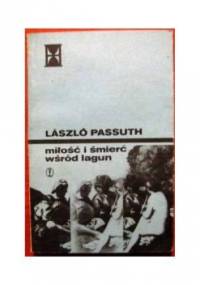 LÁSZLÓ PASSUTH
miłość i śmierć
wśród lagun